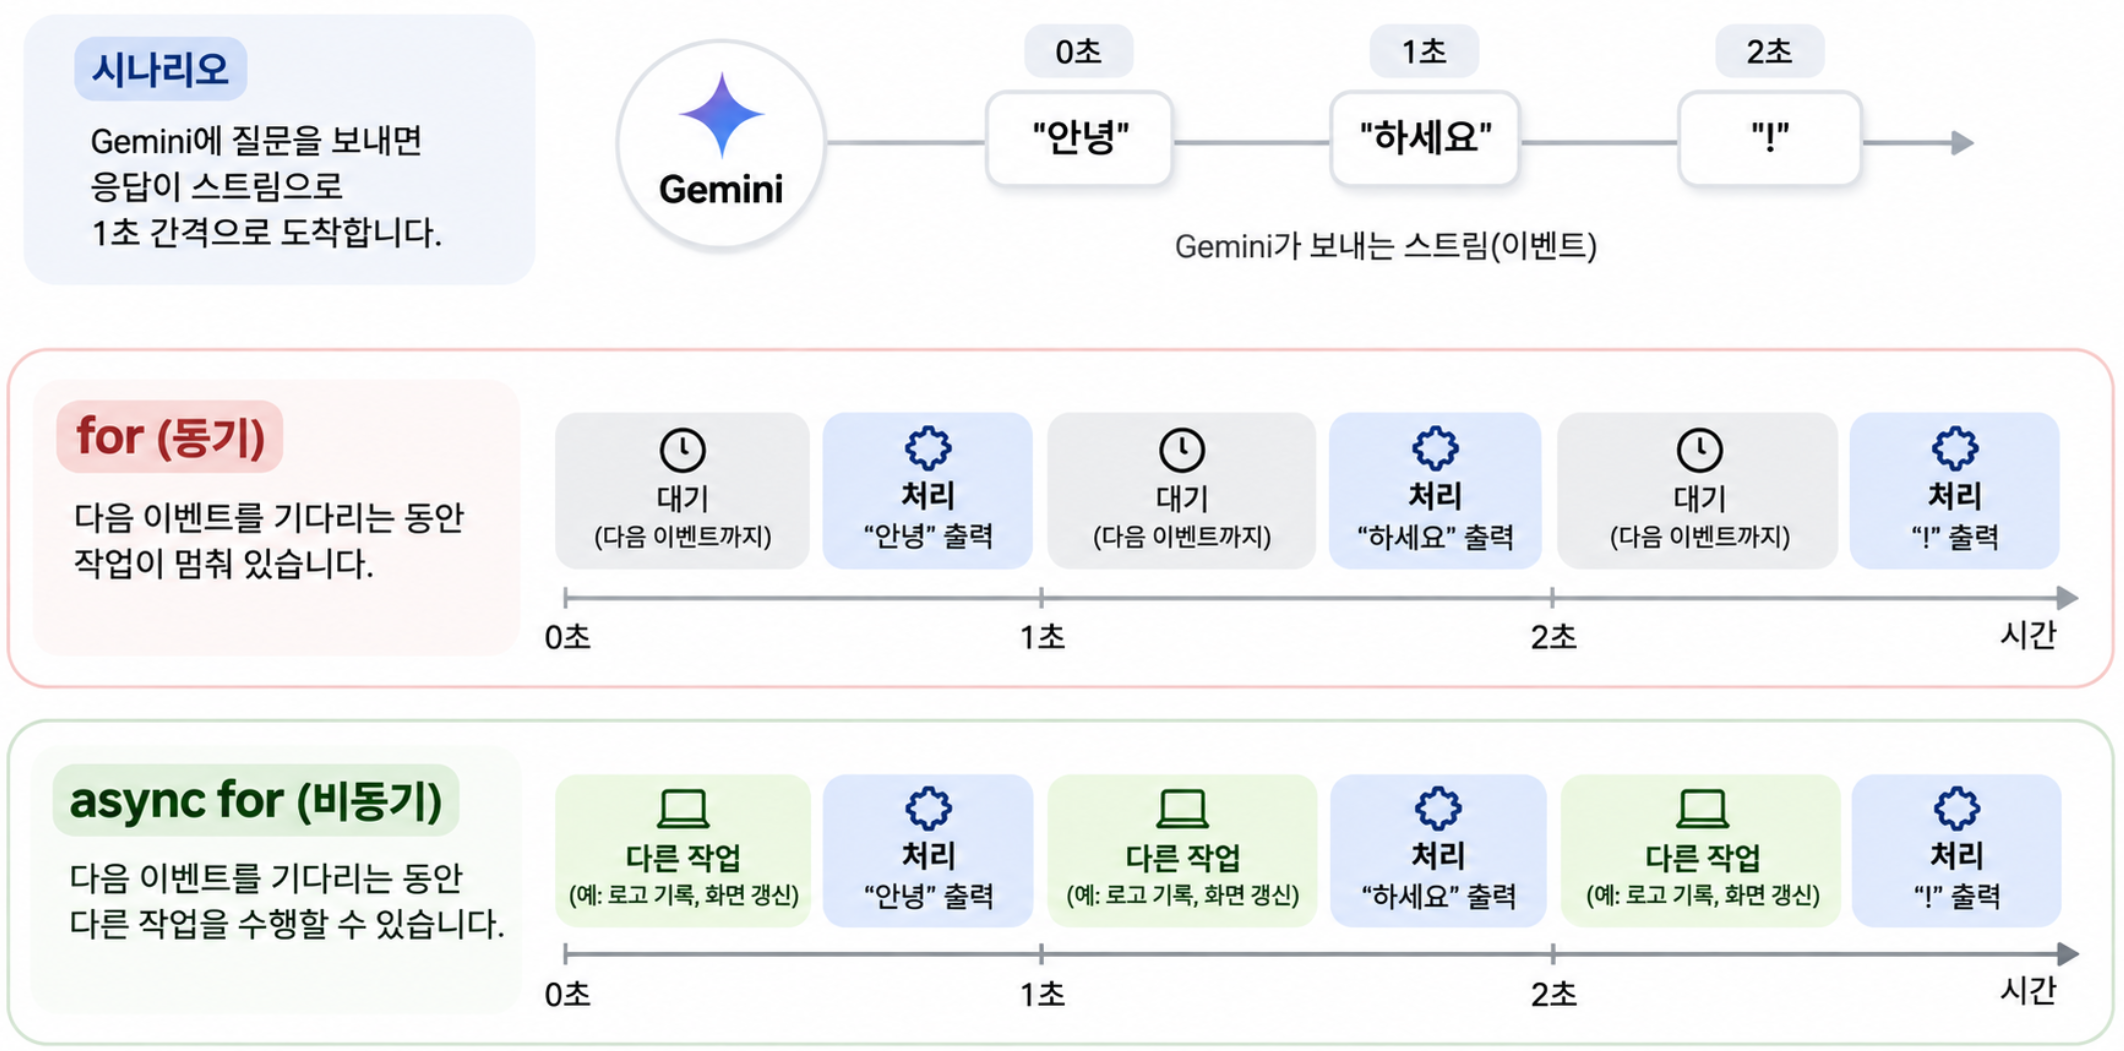 시나리오
Gemini에 질문을 보내면
응답이 스트림으로
1초 간격으로 도착합니다.
Gemini
0초
1초
2초
"안녕"
"하세요"
"!"
Gemini가 보내는 스트림(이벤트)
for (동기)
다음 이벤트를 기다리는 동안
작업이 멈춰 있습니다.
대기
(다음 이벤트까지)
처리
“안녕” 출력
대기
(다음 이벤트까지)
처리
“하세요” 출력
대기
(다음 이벤트까지)
처리
“!” 출력
0초
1초
2초
시간
async for (비동기)
다음 이벤트를 기다리는 동안
다른 작업을 수행할 수 있습니다.
다른 작업
(예: 로고 기록, 화면 갱신)
처리
“안녕” 출력
다른 작업
(예: 로고 기록, 화면 갱신)
처리
“하세요” 출력
다른 작업
(예: 로고 기록, 화면 갱신)
처리
“!” 출력
0초
1초
2초
시간